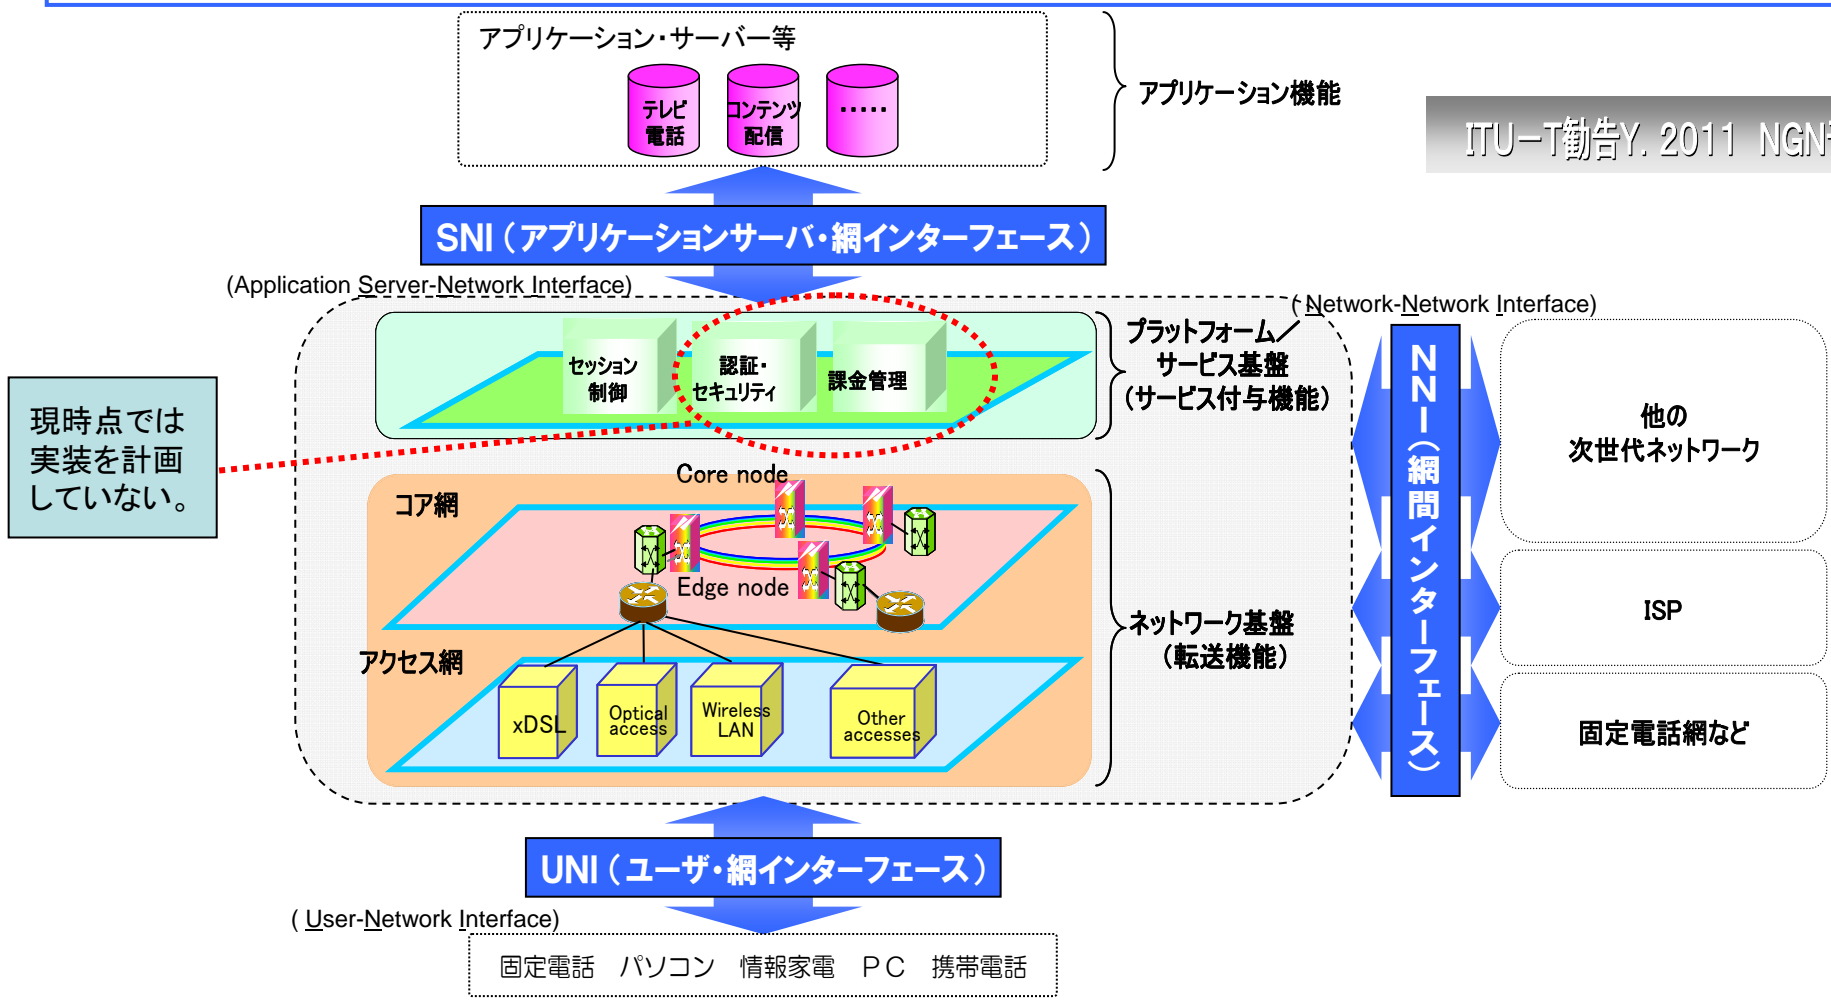 アプリケーション・サーバー等
テレビ
電話
コンテンツ
配信
・・・・・
アプリケーション機能
ITU－T勧告Y. 2011 NGN
SNI（アプリケーションサーバ・網インターフェース）
(Application Server-Network Interface)
( Network-Network Interface)
セッション
制御
認証・
セキュリティ
課金管理
プラットフォーム／
サービス基盤
（サービス付与機能）
現時点では
実装を計画
していない。
NNI（網間インターフェース）
他の
次世代ネットワーク
ISP
固定電話網など
コア網
Core node
Edge node
アクセス網
xDSL
Optical
access
Wireless
LAN
Other
accesses
ネットワーク基盤
（転送機能）
UNI（ユーザ・網インターフェース）
( User-Network Interface)
固定電話　パソコン　情報家電　ＰＣ　携帯電話